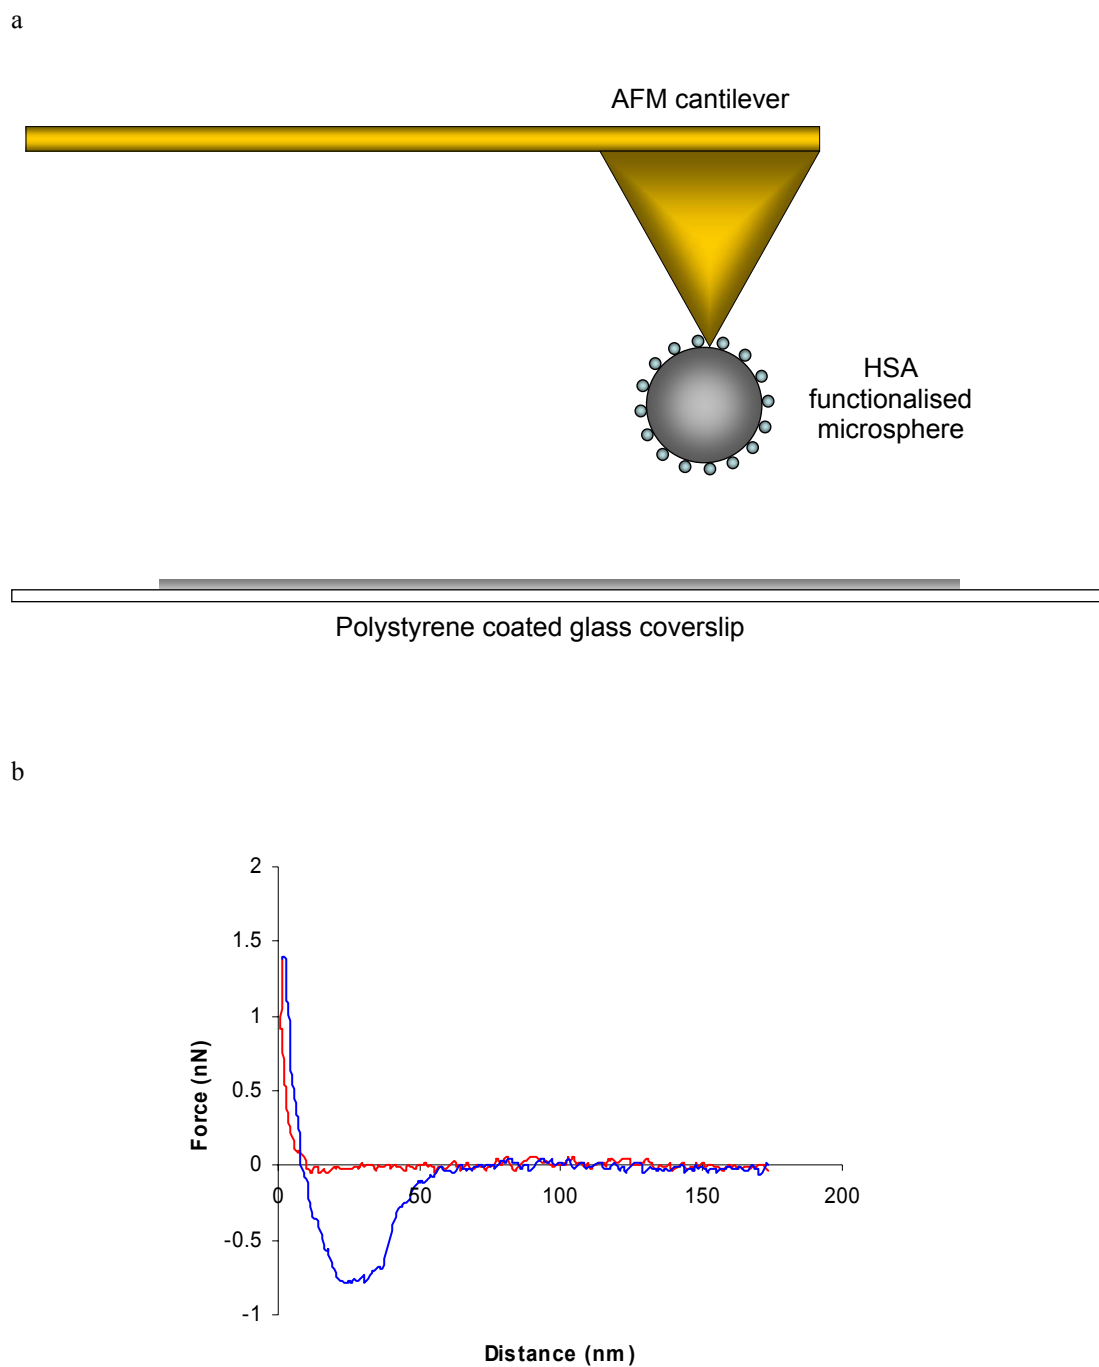 a
AFM cantilever
HSA
functionalised
microsphere
Polystyrene coated glass coverslip
b
2
1.5
1
0.5
0
-0.5
-1
0
50
100
150
200
Force (nN)
Distance (nm)